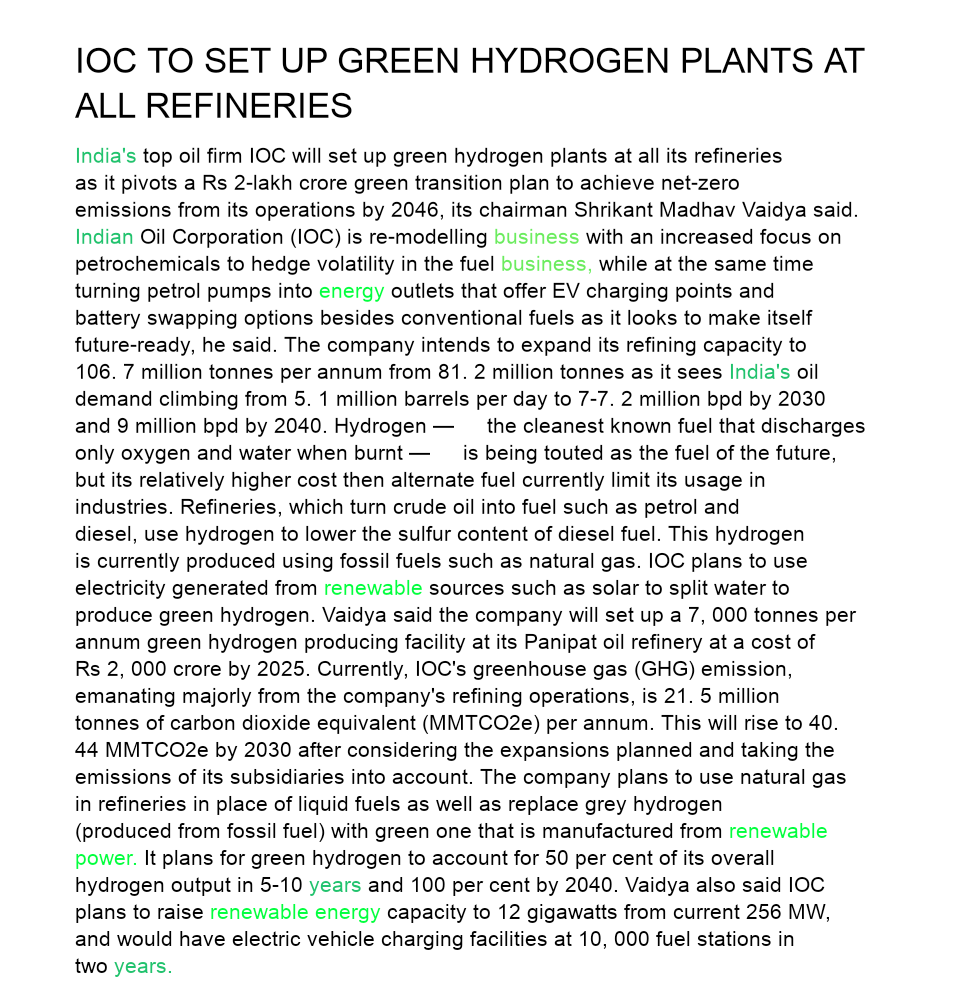 IOC TO SET UP GREEN HYDROGEN PLANTS AT
ALL REFINERIES
India's top oil firm IOC will set up green hydrogen plants at all its refineries
as it pivots a Rs 2-lakh crore green transition plan to achieve net-zero
emissions from its operations by 2046, its chairman Shrikant Madhav Vaidya said.
Indian Oil Corporation (IOC) is re-modelling business with an increased focus on
petrochemicals to hedge volatility in the fuel business, while at the same time
turning petrol pumps into energy outlets that offer EV charging points and
battery swapping options besides conventional fuels as it looks to make itself
future-ready, he said. The company intends to expand its refining capacity to
106. 7 million tonnes per annum from 81. 2 million tonnes as it sees India's oil
demand climbing from 5. 1 million barrels per day to 7-7. 2 million bpd by 2030
and 9 million bpd by 2040. Hydrogen — the cleanest known fuel that discharges
only oxygen and water when burnt — is being touted as the fuel of the future,
but its relatively higher cost then alternate fuel currently limit its usage in
industries. Refineries, which turn crude oil into fuel such as petrol and
diesel, use hydrogen to lower the sulfur content of diesel fuel. This hydrogen
is currently produced using fossil fuels such as natural gas. IOC plans to use
electricity generated from renewable sources such as solar to split water to
produce green hydrogen. Vaidya said the company will set up a 7, 000 tonnes per
annum green hydrogen producing facility at its Panipat oil refinery at a cost of
Rs 2, 000 crore by 2025. Currently, IOC's greenhouse gas (GHG) emission,
emanating majorly from the company's refining operations, is 21. 5 million
tonnes of carbon dioxide equivalent (MMTCO2e) per annum. This will rise to 40.
44 MMTCO2e by 2030 after considering the expansions planned and taking the
emissions of its subsidiaries into account. The company plans to use natural gas
in refineries in place of liquid fuels as well as replace grey hydrogen
(produced from fossil fuel) with green one that is manufactured from renewable
power. It plans for green hydrogen to account for 50 per cent of its overall
hydrogen output in 5-10 years and 100 per cent by 2040. Vaidya also said IOC
plans to raise renewable energy capacity to 12 gigawatts from current 256 MW,
and would have electric vehicle charging facilities at 10, 000 fuel stations in
two years.